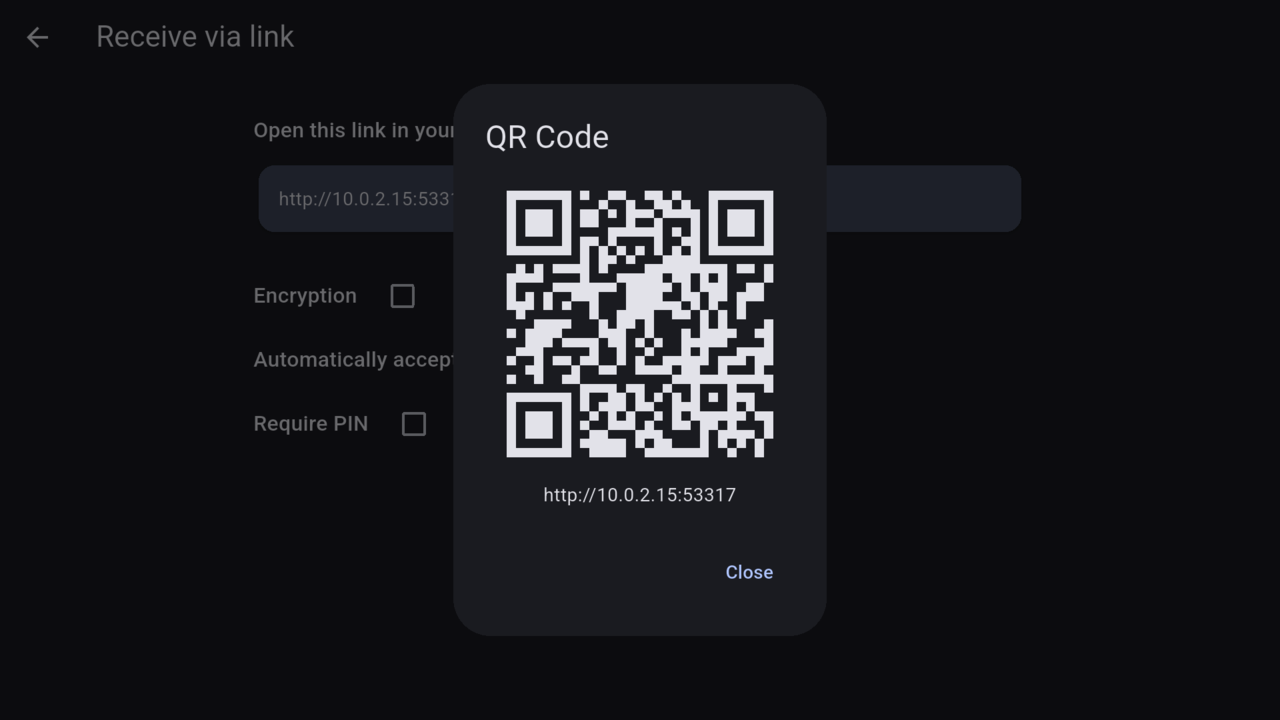 Receive via link
Open this link in your
http://10.0.2.15:5331
Encryption
Automatically accept
Require PIN
QR Code
http://10.0.2.15:53317
Close